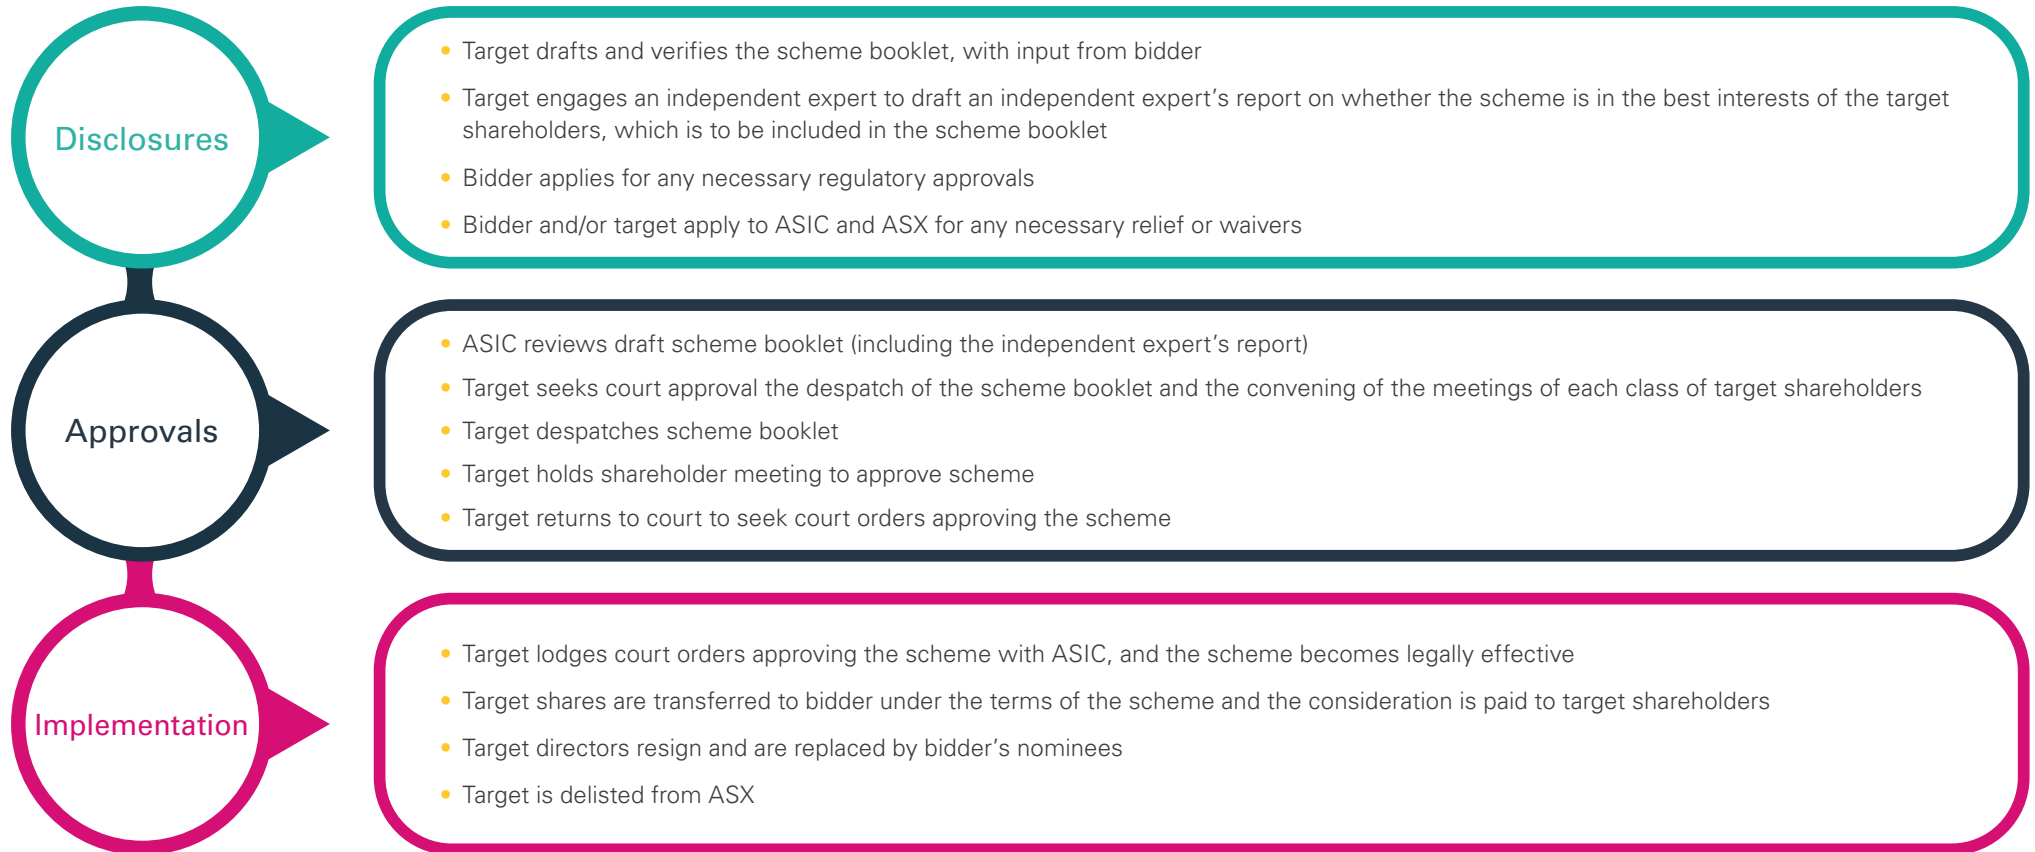 Disclosures
• Target drafts and verifies the scheme booklet, with input from bidder
• Target engages an independent expert to draft an independent expert's report on whether the scheme is in the best interests of the target
shareholders, which is to be included in the scheme booklet
• Bidder applies for any necessary regulatory approvals
• Bidder and/or target apply to ASIC and ASX for any necessary relief or waivers
Approvals
• ASIC reviews draft scheme booklet (including the independent expert's report)
• Target seeks court approval the despatch of the scheme booklet and the convening of the meetings of each class of target shareholders
• Target despatches scheme booklet
• Target holds shareholder meeting to approve scheme
• Target returns to court to seek court orders approving the scheme
Implementation
• Target lodges court orders approving the scheme with ASIC, and the scheme becomes legally effective
• Target shares are transferred to bidder under the terms of the scheme and the consideration is paid to target shareholders
• Target directors resign and are replaced by bidder's nominees
• Target is delisted from ASX